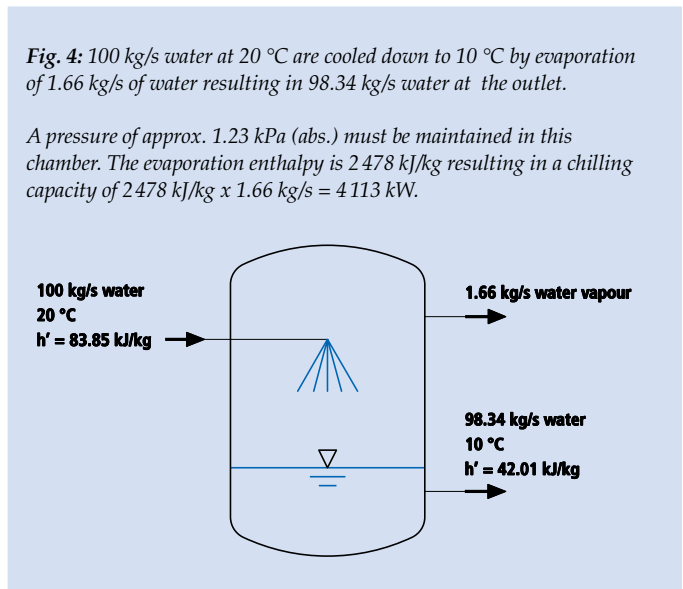 Fig. 4: 100 kg/s water at 20 °C are cooled down to 10 °C by evaporation
of 1.66 kg/s of water resulting in 98.34 kg/s water at the outlet.
A pressure of approx. 1.23 kPa (abs.) must be maintained in this
chamber. The evaporation enthalpy is 2 478 kJ/kg resulting in a chilling
capacity of 2 478 kJ/kg x 1.66 kg/s = 4 113 kW.
100 kg/s water
20 °C
h' = 83.85 kJ/kg
1.66 kg/s water vapour
98.34 kg/s water
10 °C
h' = 42.01 kJ/kg